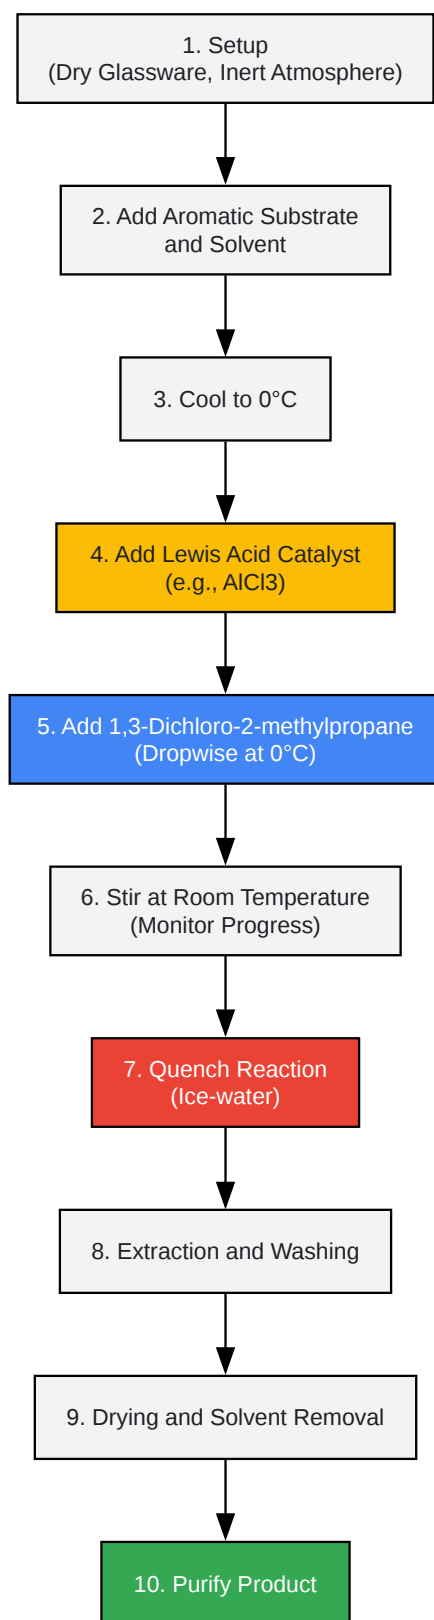 1. Setup
(Dry Glassware, Inert Atmosphere)
2. Add Aromatic Substrate
and Solvent
3. Cool to 0°C
4. Add Lewis Acid Catalyst
(e.g., AlCl3)
5. Add 1,3-Dichloro-2-methylpropane
(Dropwise at 0°C)
6. Stir at Room Temperature
(Monitor Progress)
7. Quench Reaction
(Ice-water)
8. Extraction and Washing
9. Drying and Solvent Removal
10. Purify Product